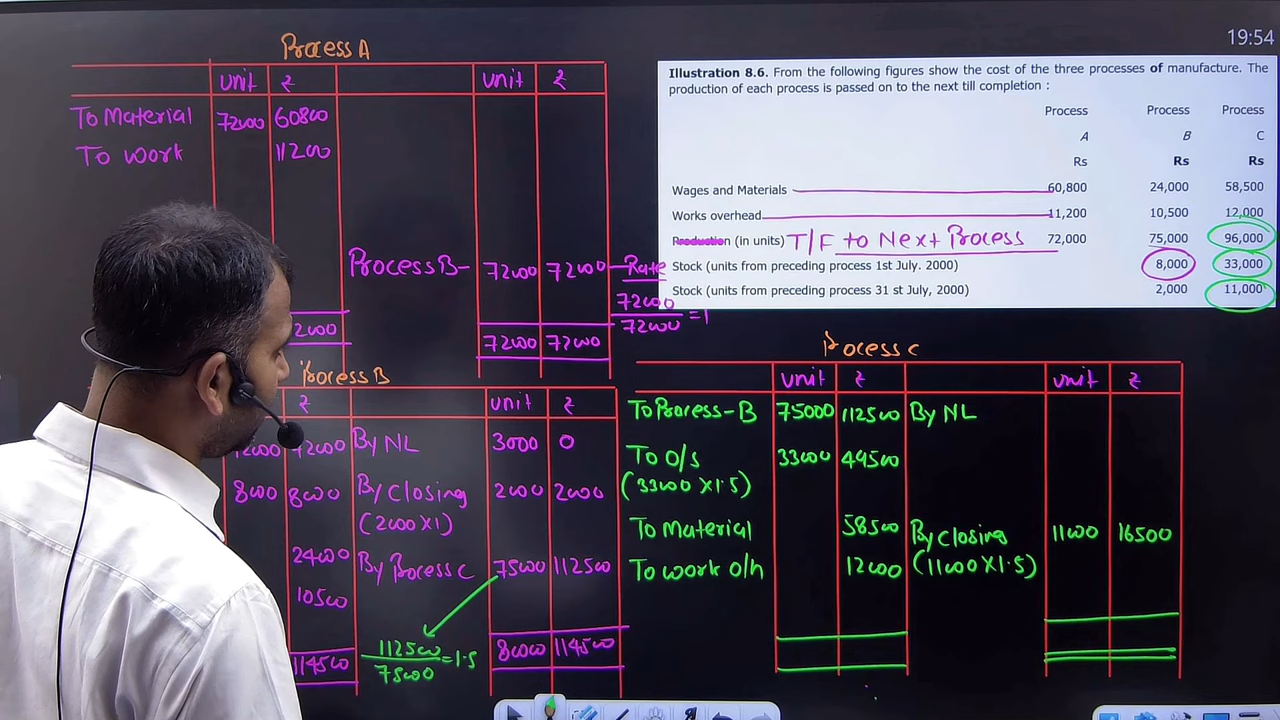 19:54
Process A
unit ₹ unit ₹
To Material 72000 60800
To Work 11200
Process B- 72000 72000 Rate
72000
72000 =1
2000 72000 72000
Illustration 8.6. From the following figures show the cost of the three processes of manufacture. The
production of each process is passed on to the next till completion :
Process Process Process
A B C
Rs Rs Rs
Wages and Materials 60,800 24,000 58,500
Works overhead 11,200 10,500 12,000
Production (in units) T/F to Next Process 72,000 75,000 96,000
Stock (units from preceding process 1st July. 2000) 8,000 33,000
Stock (units from preceding process 31 st July, 2000) 2,000 11,000
Process B
₹ unit ₹
72000 By NL 3000 0
8000 8000 By Closing 2000 2000
(2000 X1)
24000 By Process C 75000 112500
10500
114500 112500 =1.5 80000 114500
75000
Process C
unit ₹ unit ₹
To Process-B 75000 112500 By NL
To O/s 33000 49500
(33000 X1.5)
To Material 58500 By Closing 11000 16500
To Work o/h 12000 (11000 X1.5)